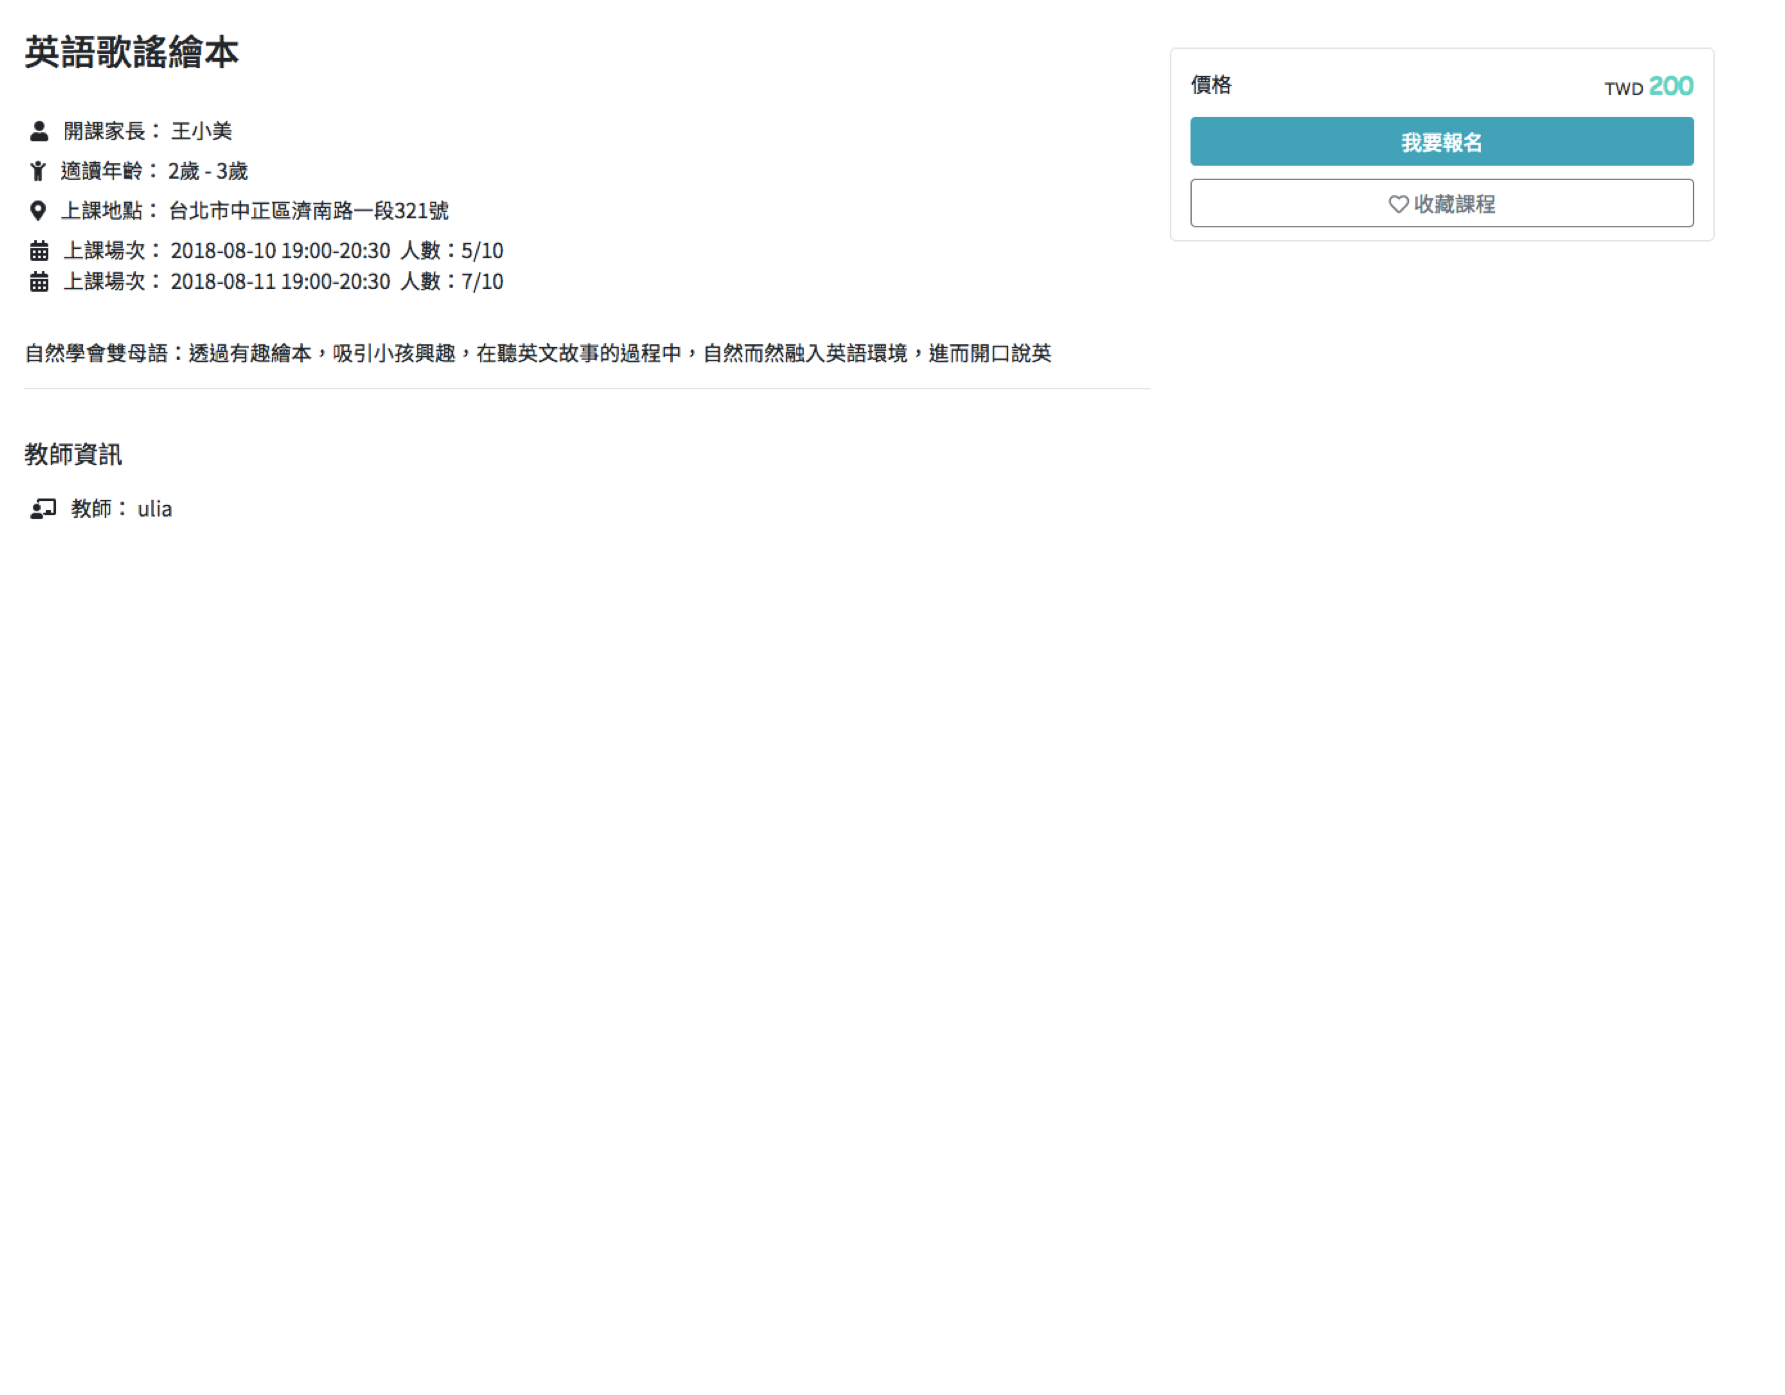 英語歌謠繪本
開課家長： 王小美
適讀年齡： 2歲 - 3歲
上課地點： 台北市中正區濟南路一段321號
上課場次： 2018-08-10 19:00-20:30 人數：5/10
上課場次： 2018-08-11 19:00-20:30 人數：7/10
自然學會雙母語：透過有趣繪本，吸引小孩興趣，在聽英文故事的過程中，自然而然融入英語環境，進而開口說英
教師資訊
教師： ulia
價格 TWD 200
我要報名
收藏課程